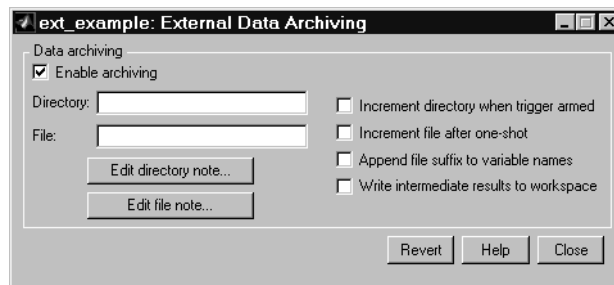 ext_example: External Data Archiving
Data archiving
Enable archiving
Directory:
File:
Edit directory note...
Edit file note...
Increment directory when trigger armed
Increment file after one-shot
Append file suffix to variable names
Write intermediate results to workspace
Revert Help Close